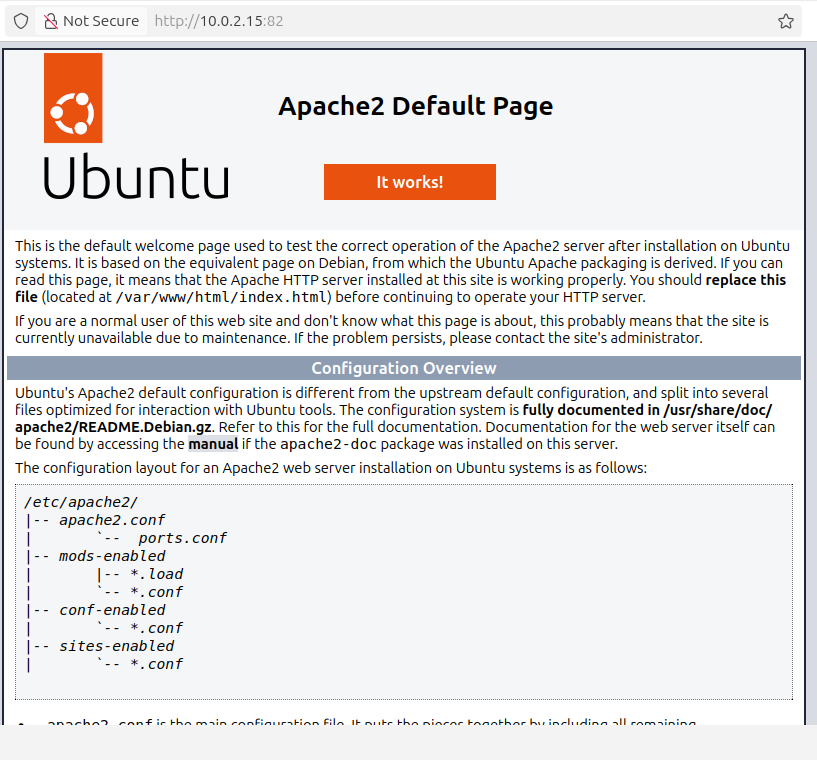 Not Secure http://10.0.2.15:82
Apache2 Default Page
Ubuntu
It works!
This is the default welcome page used to test the correct operation of the Apache2 server after installation on Ubuntu
systems. It is based on the equivalent page on Debian, from which the Ubuntu Apache packaging is derived. If you can
read this page, it means that the Apache HTTP server installed at this site is working properly. You should replace this
file (located at /var/www/html/index.html) before continuing to operate your HTTP server.
If you are a normal user of this web site and don't know what this page is about, this probably means that the site is
currently unavailable due to maintenance. If the problem persists, please contact the site's administrator.
Configuration Overview
Ubuntu's Apache2 default configuration is different from the upstream default configuration, and split into several
files optimized for interaction with Ubuntu tools. The configuration system is fully documented in /usr/share/doc/
apache2/README.Debian.gz. Refer to this for the full documentation. Documentation for the web server itself can
be found by accessing the manual if the apache2-doc package was installed on this server.
The configuration layout for an Apache2 web server installation on Ubuntu systems is as follows:
/etc/apache2/
|-- apache2.conf
|       `--  ports.conf
|-- mods-enabled
|       |-- *.load
|       `-- *.conf
|-- conf-enabled
|       `-- *.conf
|-- sites-enabled
|       `-- *.conf
• apache2.conf is the main configuration file. It puts the pieces together by including all remaining